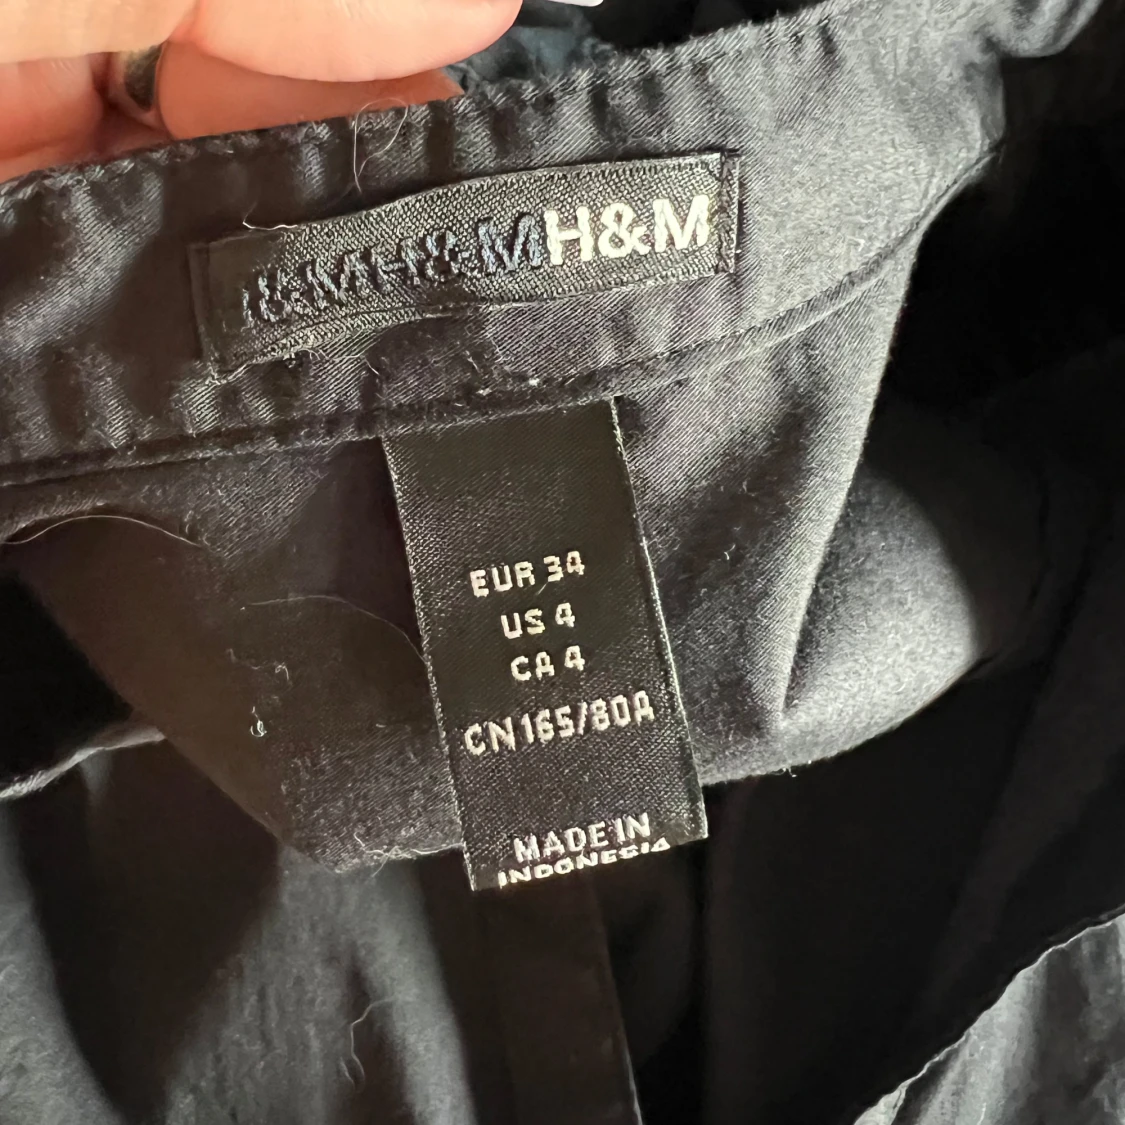 H&MH&MH&M
EUR 34
US 4
CA 4
CN 165/80A
MADE IN
INDONESIA